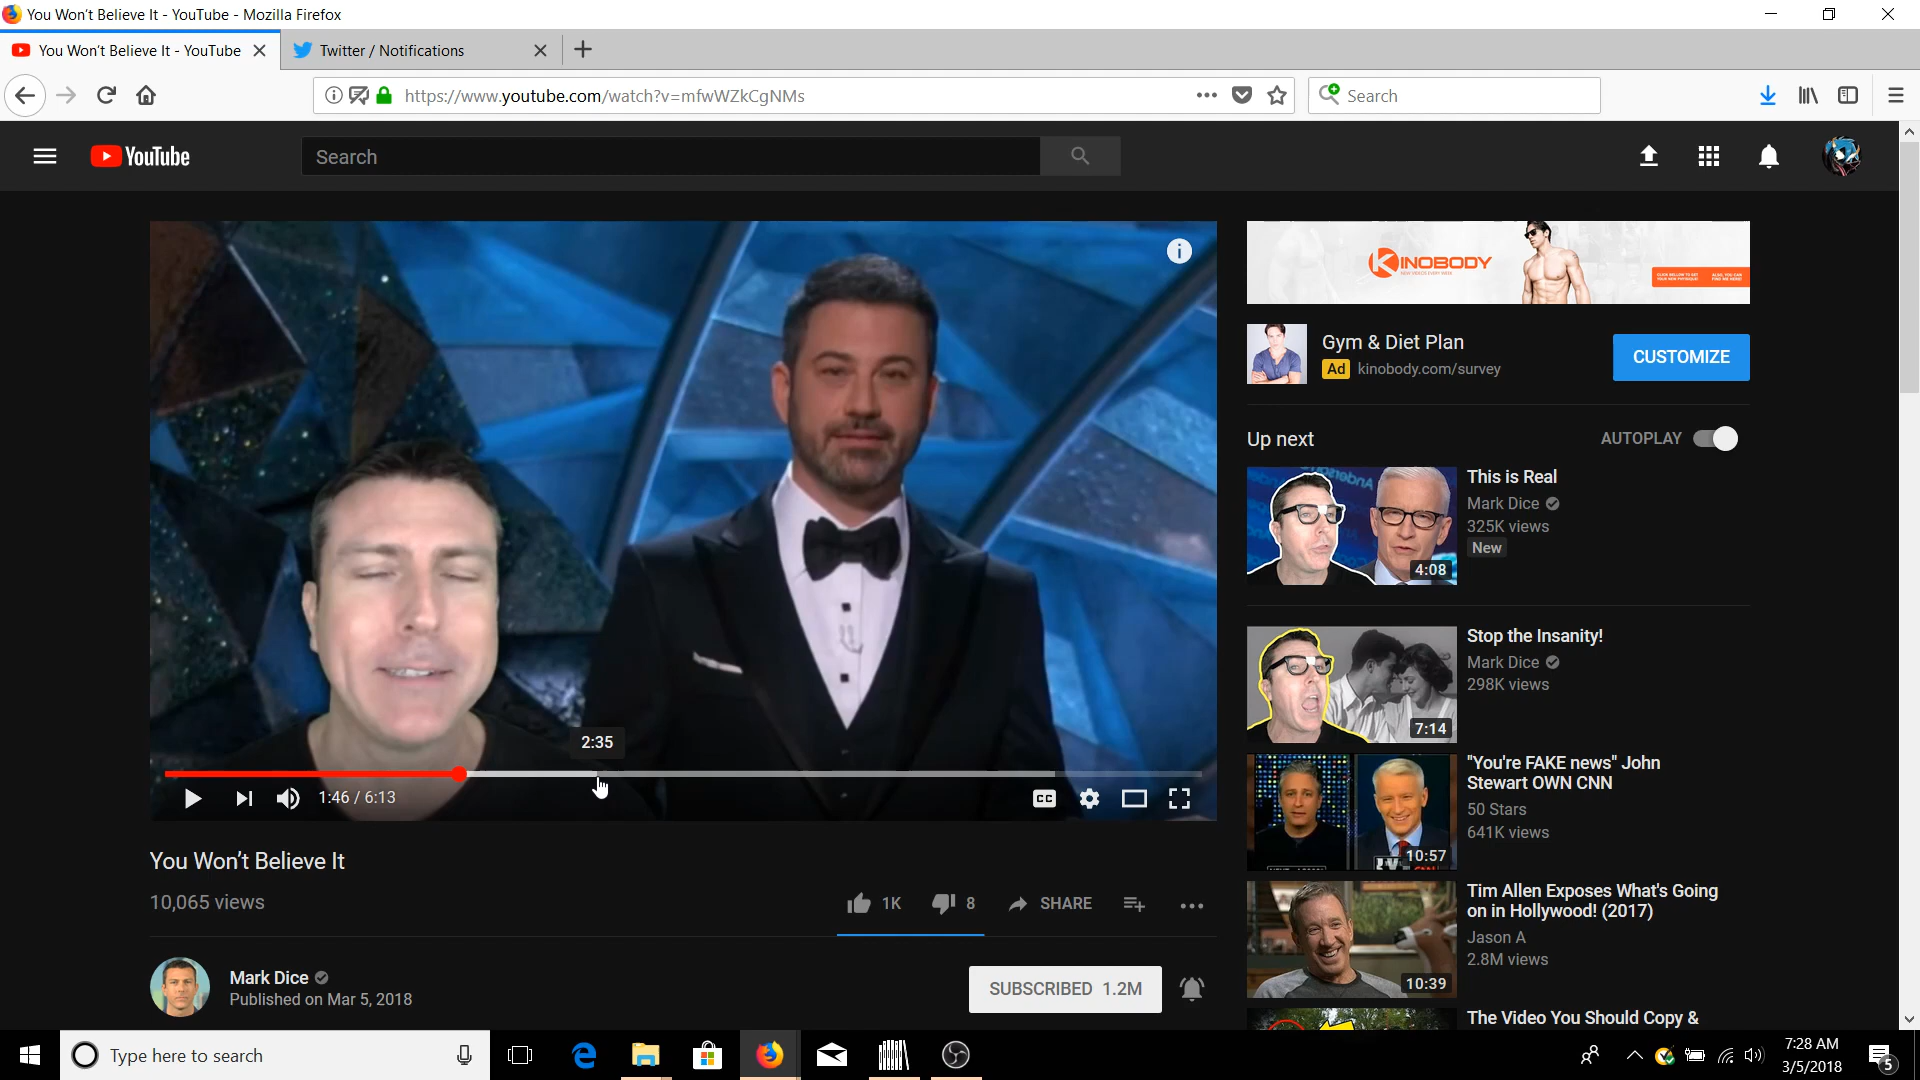 You Won't Believe It - YouTube - Mozilla Firefox
You Won't Believe It - YouTube
Twitter / Notifications
https://www.youtube.com/watch?v=mfwWZkCgNMs
Search
YouTube
Search
KINOBODY
NEW VIDEOS EVERY WEEK
Gym & Diet Plan
Ad kinobody.com/survey
CUSTOMIZE
Up next
AUTOPLAY
This is Real
Mark Dice
325K views
New
4:08
Stop the Insanity!
Mark Dice
298K views
7:14
"You're FAKE news" John
Stewart OWN CNN
50 Stars
641K views
10:57
Tim Allen Exposes What's Going
on in Hollywood! (2017)
Jason A
2.8M views
10:39
The Video You Should Copy &
2:35
1:46 / 6:13
CC
You Won't Believe It
10,065 views
1K
8
SHARE
Mark Dice
Published on Mar 5, 2018
SUBSCRIBED 1.2M
Type here to search
7:28 AM
3/5/2018
5